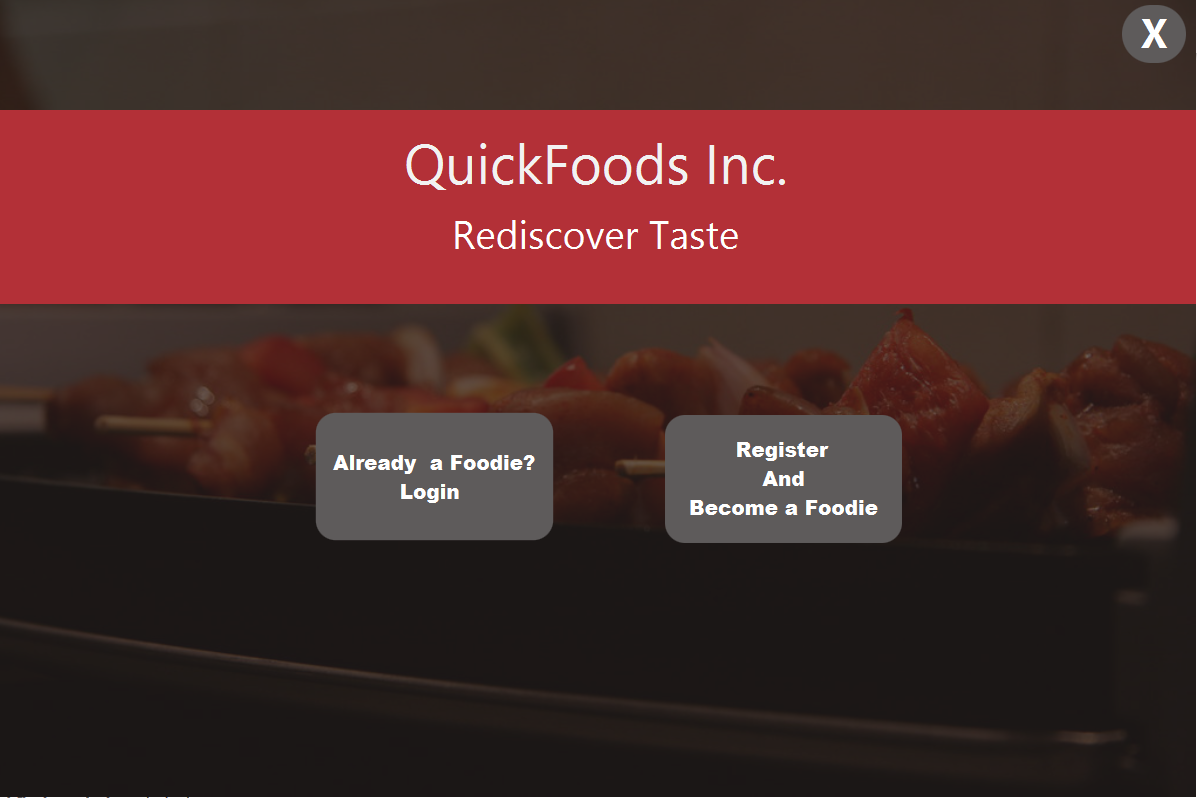 X
QuickFoods Inc.
Rediscover Taste
Already  a Foodie?
Login
Register
And
Become a Foodie